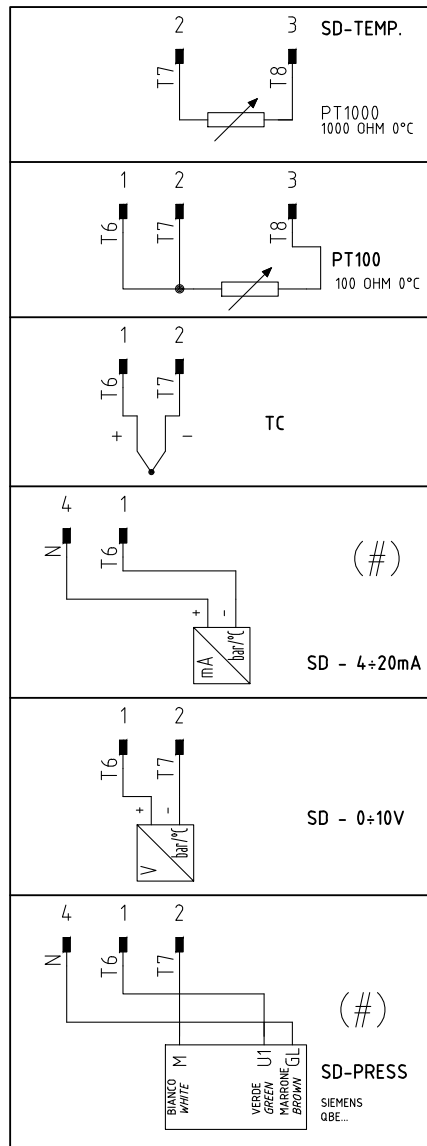 2 3 SD-TEMP.
T7 T8
PT1000
1000 OHM 0°C
1 2 3
T6 T7 T8
PT100
100 OHM 0°C
1 2
T6 T7
+ -
TC
4 1
N T6
(#)
+ -
mA bar/°C
SD - 4÷20mA
1 2
T6 T7
+ -
V bar/°C
SD - 0÷10V
4 1 2
N T6 T7
(#)
M U1 GL
BIANCO VERDE MARRONE
WHITE GREEN BROWN
SD-PRESS
SIEMENS
QBE...